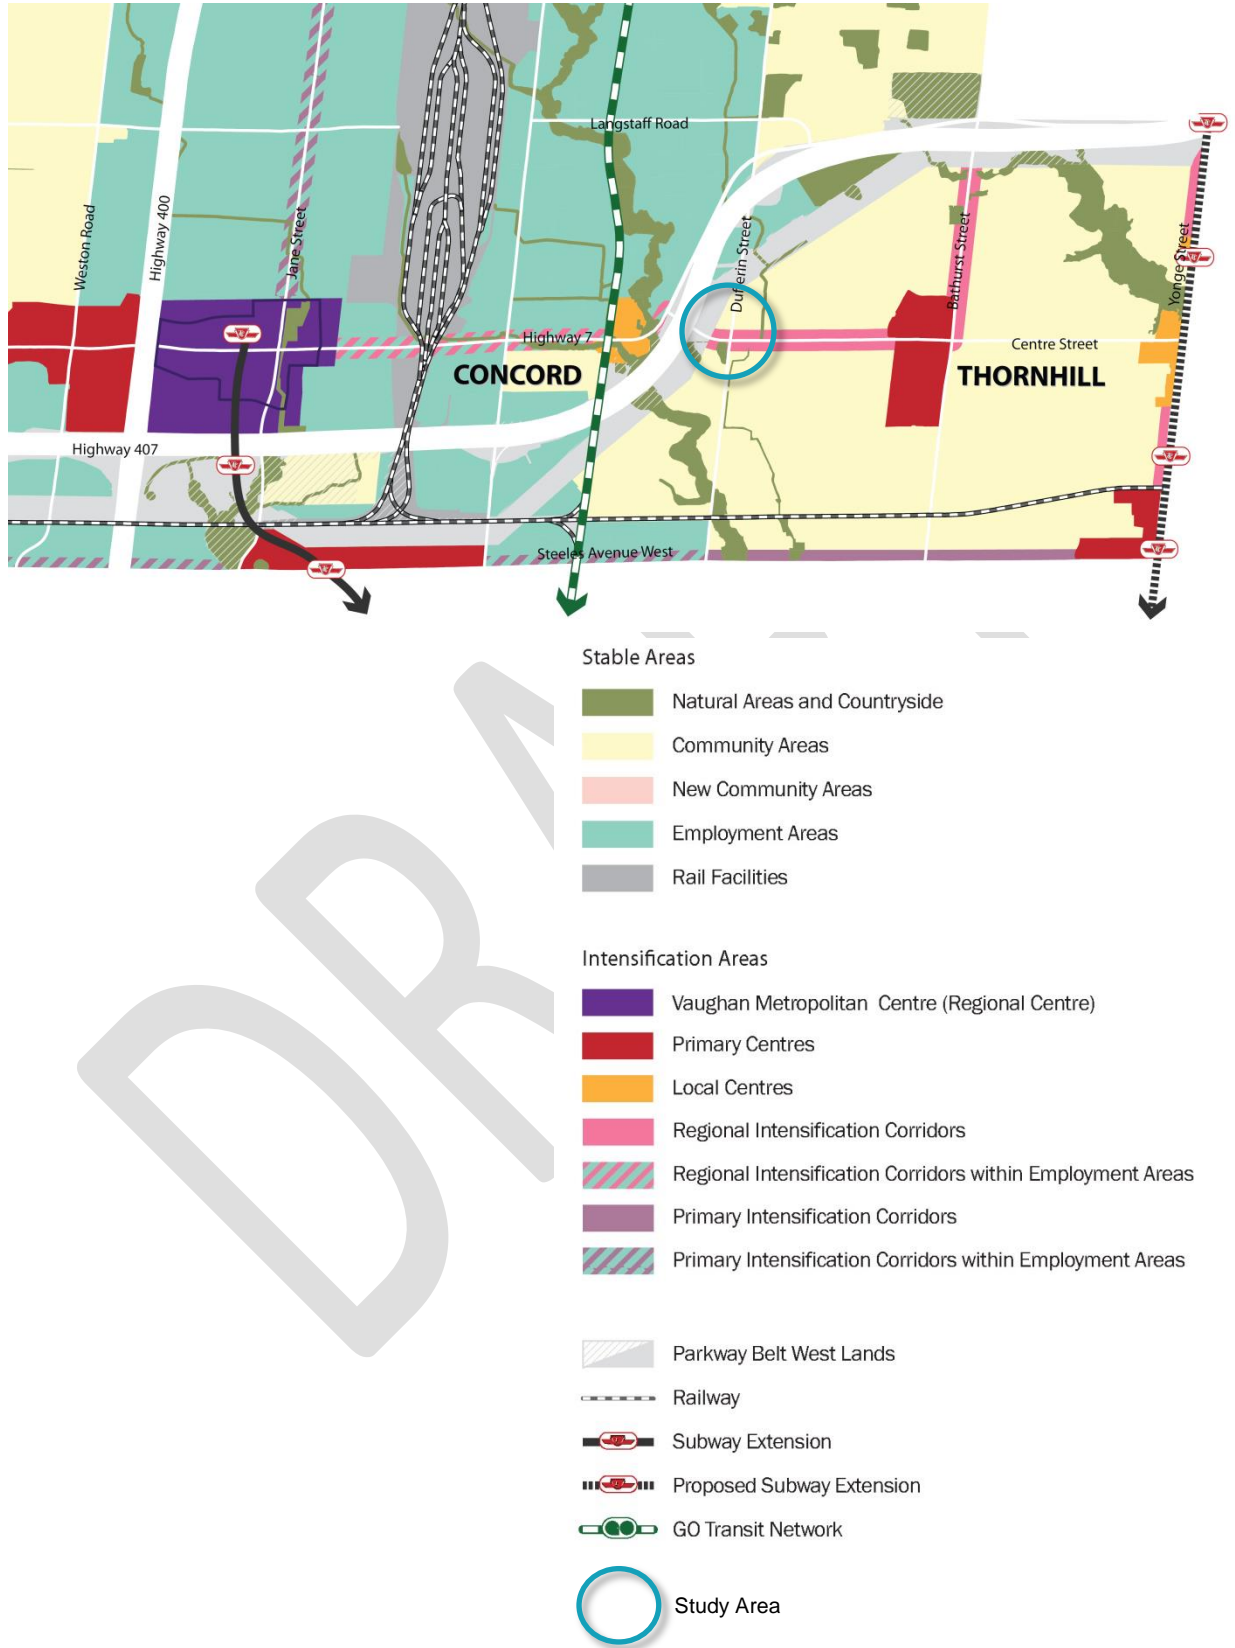 Langstaff Road
Weston Road
Highway 400
Jane Street
Dufferin Street
Bathurst Street
Yonge Street
Highway 7
Centre Street
CONCORD
THORNHILL
Highway 407
Steeles Avenue West
DRAFT
Stable Areas
Natural Areas and Countryside
Community Areas
New Community Areas
Employment Areas
Rail Facilities
Intensification Areas
Vaughan Metropolitan Centre (Regional Centre)
Primary Centres
Local Centres
Regional Intensification Corridors
Regional Intensification Corridors within Employment Areas
Primary Intensification Corridors
Primary Intensification Corridors within Employment Areas
Parkway Belt West Lands
Railway
Subway Extension
Proposed Subway Extension
GO Transit Network
Study Area